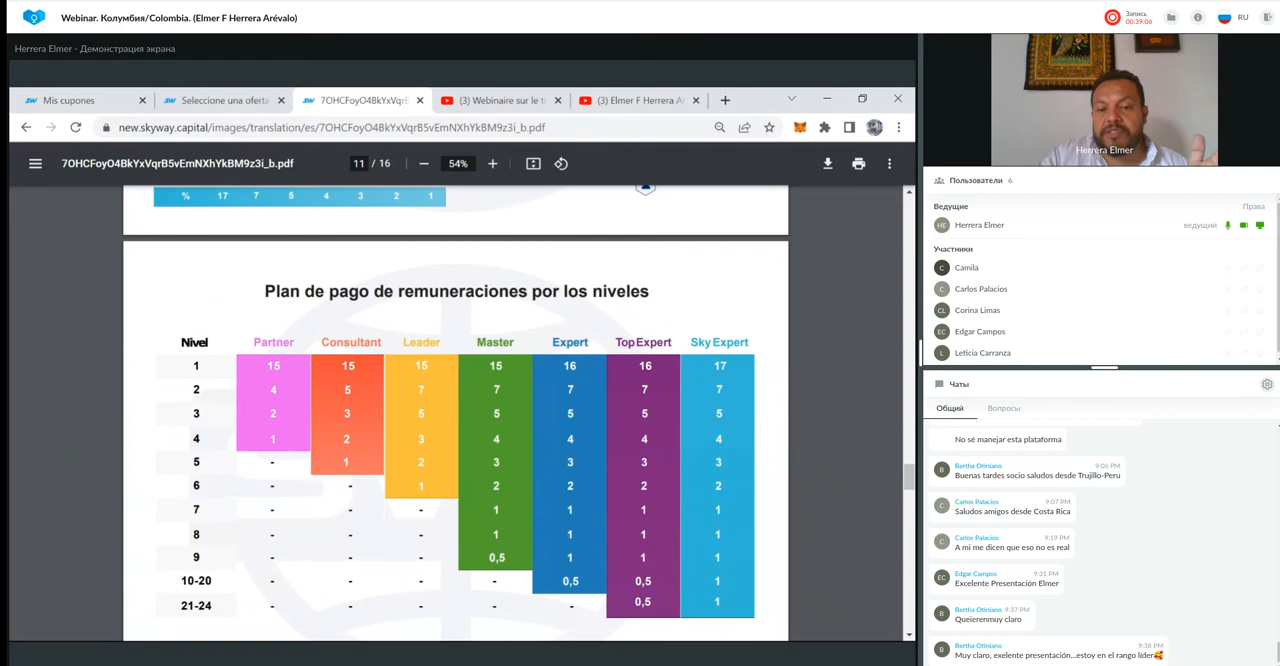 Webinar. Колумбия/Colombia. (Elmer F Herrera Arévalo)
Запись
00:39:06
RU
Herrera Elmer - Демонстрация экрана
Mis cupones
Seleccione una oferta
7OHCFoyO4BkYxVqrB
(3) Webinaire sur le t
(3) Elmer F Herrera A
new.skyway.capital/images/translation/es/7OHCFoyO4BkYxVqrB5vEmNXhYkBM9z3i_b.pdf
7OHCFoyO4BkYxVqrB5vEmNXhYkBM9z3i_b.pdf
11 / 16
54%
% 17 7 5 4 3 2 1
Plan de pago de remuneraciones por los niveles
Nivel Partner Consultant Leader Master Expert Top Expert Sky Expert
1 15 15 15 15 16 16 17
2 4 5 7 7 7 7 7
3 2 3 5 5 5 5 5
4 1 2 3 4 4 4 4
5 - 1 2 3 3 3 3
6 - - 1 2 2 2 2
7 - - - 1 1 1 1
8 - - - 1 1 1 1
9 - - - 0,5 1 1 1
10-20 - - - - 0,5 0,5 1
21-24 - - - - - 0,5 1
Herrera Elmer
Пользователи 6
Ведущие Права
HE Herrera Elmer ведущий
Участники
C Camila
C Carlos Palacios
CL Corina Limas
EC Edgar Campos
L Leticia Carranza
Чаты
Общий Вопросы
No sé manejar esta plataforma
B Bertha Otiniano 9:06 PM
Buenas tardes socio saludos desde Trujillo-Peru
C Carlos Palacios 9:07 PM
Saludos amigos desde Costa Rica
C Carlos Palacios 9:19 PM
A mi me dicen que eso no es real
EC Edgar Campos 9:31 PM
Excelente Presentación Elmer
B Bertha Otiniano 9:37 PM
Queierenmuy claro
B Bertha Otiniano 9:38 PM
Muy claro, exelente presentación...estoy en el rango líder🥰